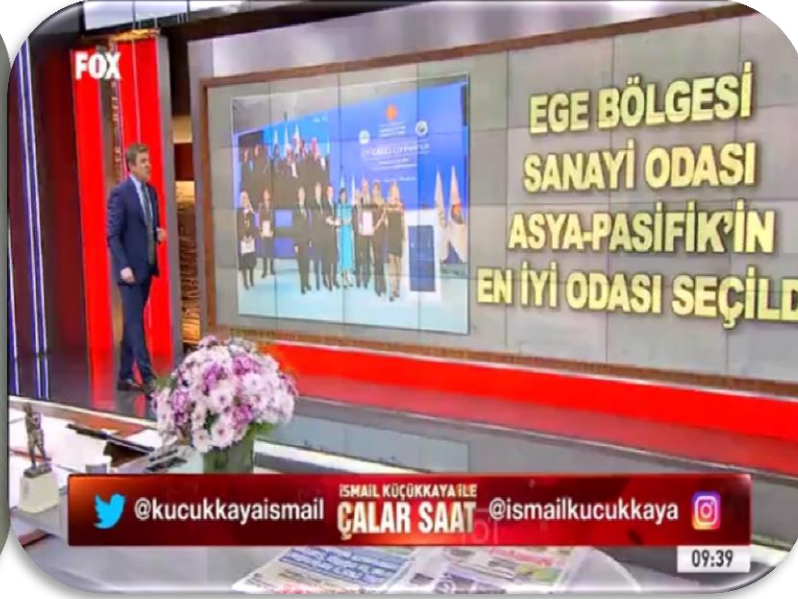 FOX
EGE BÖLGESİ
SANAYİ ODASI
ASYA-PASİFİK'İN
EN İYİ ODASI SEÇİLD
@kucukkayaismail
İSMAİL KÜÇÜKKAYA İLE
ÇALAR SAAT
@ismailkucukkaya
09:39